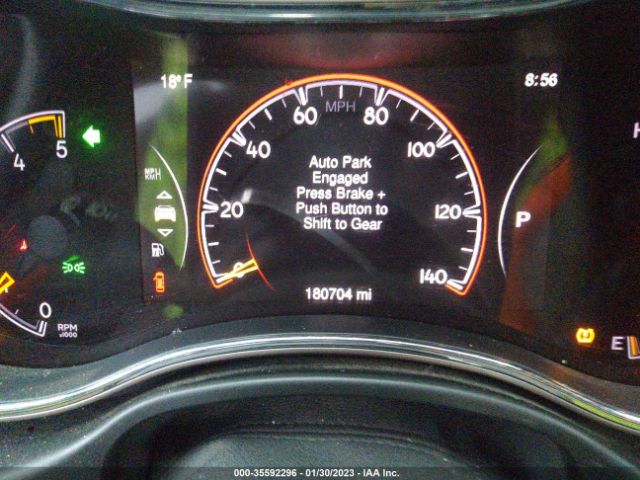 18° F
8:56
60 MPH 80
40
100
20
120
0
140
Auto Park
Engaged
Press Brake +
Push Button to
Shift to Gear
180704 mi
4
5
0
RPM
x1000
MPH
KM/H
P
H
E
000-35592296 - 01/30/2023 - IAA Inc.